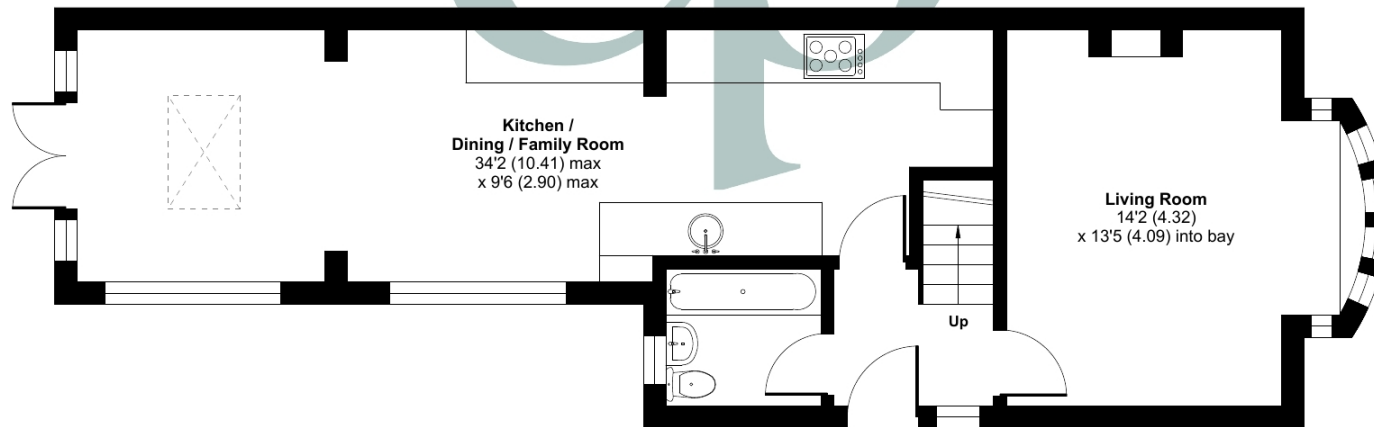 Kitchen /
Dining / Family Room
34'2 (10.41) max
x 9'6 (2.90) max
Living Room
14'2 (4.32)
x 13'5 (4.09) into bay
Up